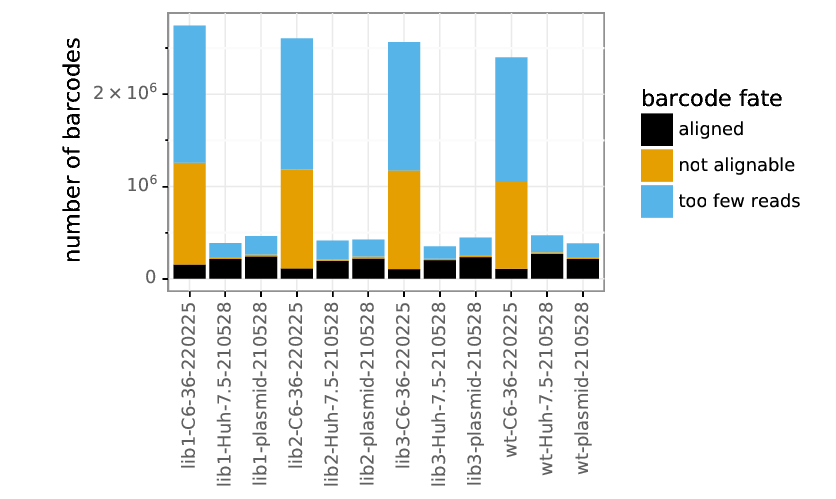 number of barcodes
2 × 10⁶
10⁶
0
lib1-C6-36-220225
lib1-Huh-7.5-210528
lib1-plasmid-210528
lib2-C6-36-220225
lib2-Huh-7.5-210528
lib2-plasmid-210528
lib3-C6-36-220225
lib3-Huh-7.5-210528
lib3-plasmid-210528
wt-C6-36-220225
wt-Huh-7.5-210528
wt-plasmid-210528
barcode fate
aligned
not alignable
too few reads